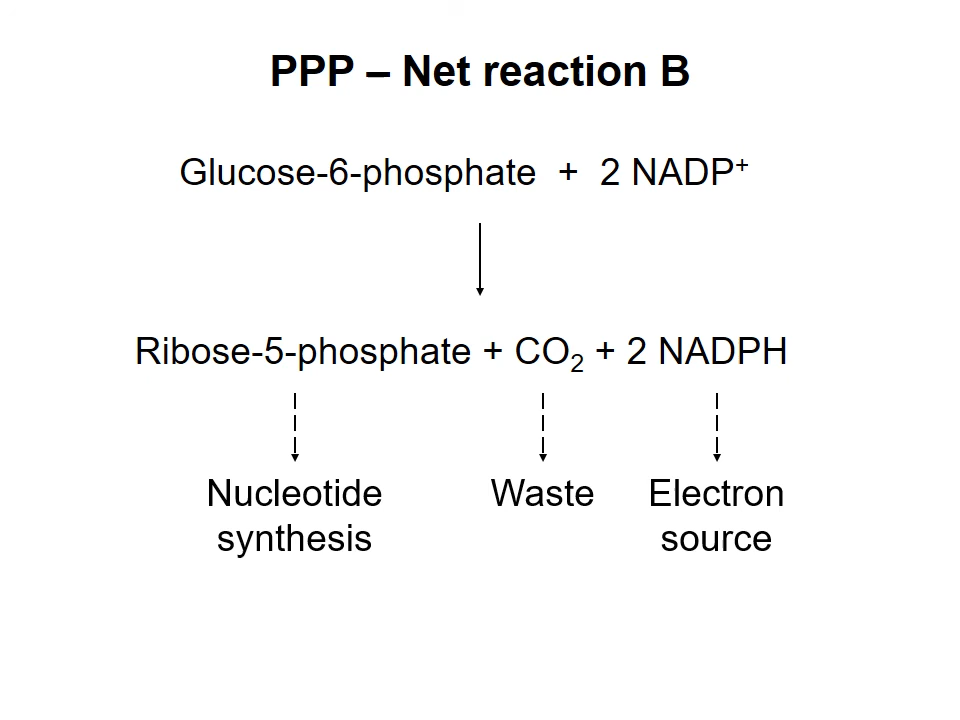 PPP – Net reaction B
Glucose-6-phosphate + 2 NADP⁺
Ribose-5-phosphate + CO₂ + 2 NADPH
Nucleotide
synthesis
Waste
Electron
source